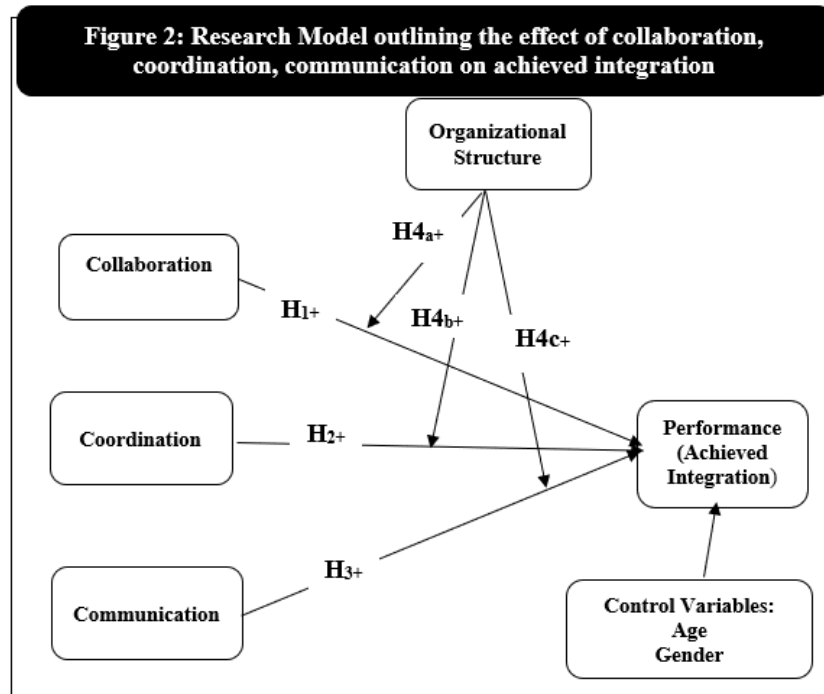 Figure 2: Research Model outlining the effect of collaboration,
coordination, communication on achieved integration
Organizational
Structure
H4a+
Collaboration
H1+
H4b+
H4c+
Coordination
H2+
Performance
(Achieved
Integration)
H3+
Communication
Control Variables:
Age
Gender